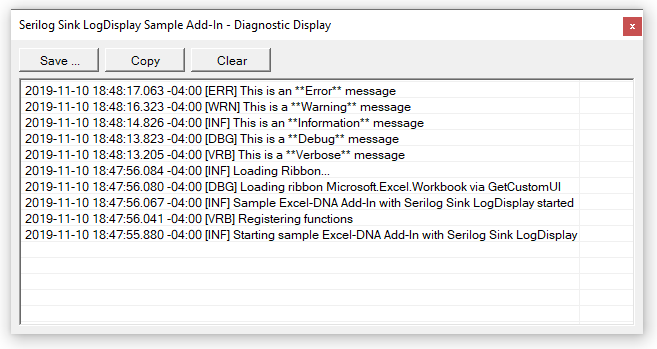 Serilog Sink LogDisplay Sample Add-In - Diagnostic Display
x
Save ... Copy Clear
2019-11-10 18:48:17.063 -04:00 [ERR] This is an **Error** message
2019-11-10 18:48:16.323 -04:00 [WRN] This is a **Warning** message
2019-11-10 18:48:14.826 -04:00 [INF] This is an **Information** message
2019-11-10 18:48:13.823 -04:00 [DBG] This is a **Debug** message
2019-11-10 18:48:13.205 -04:00 [VRB] This is a **Verbose** message
2019-11-10 18:47:56.084 -04:00 [INF] Loading Ribbon...
2019-11-10 18:47:56.080 -04:00 [DBG] Loading ribbon Microsoft.Excel.Workbook via GetCustomUI
2019-11-10 18:47:56.067 -04:00 [INF] Sample Excel-DNA Add-In with Serilog Sink LogDisplay started
2019-11-10 18:47:56.041 -04:00 [VRB] Registering functions
2019-11-10 18:47:55.880 -04:00 [INF] Starting sample Excel-DNA Add-In with Serilog Sink LogDisplay